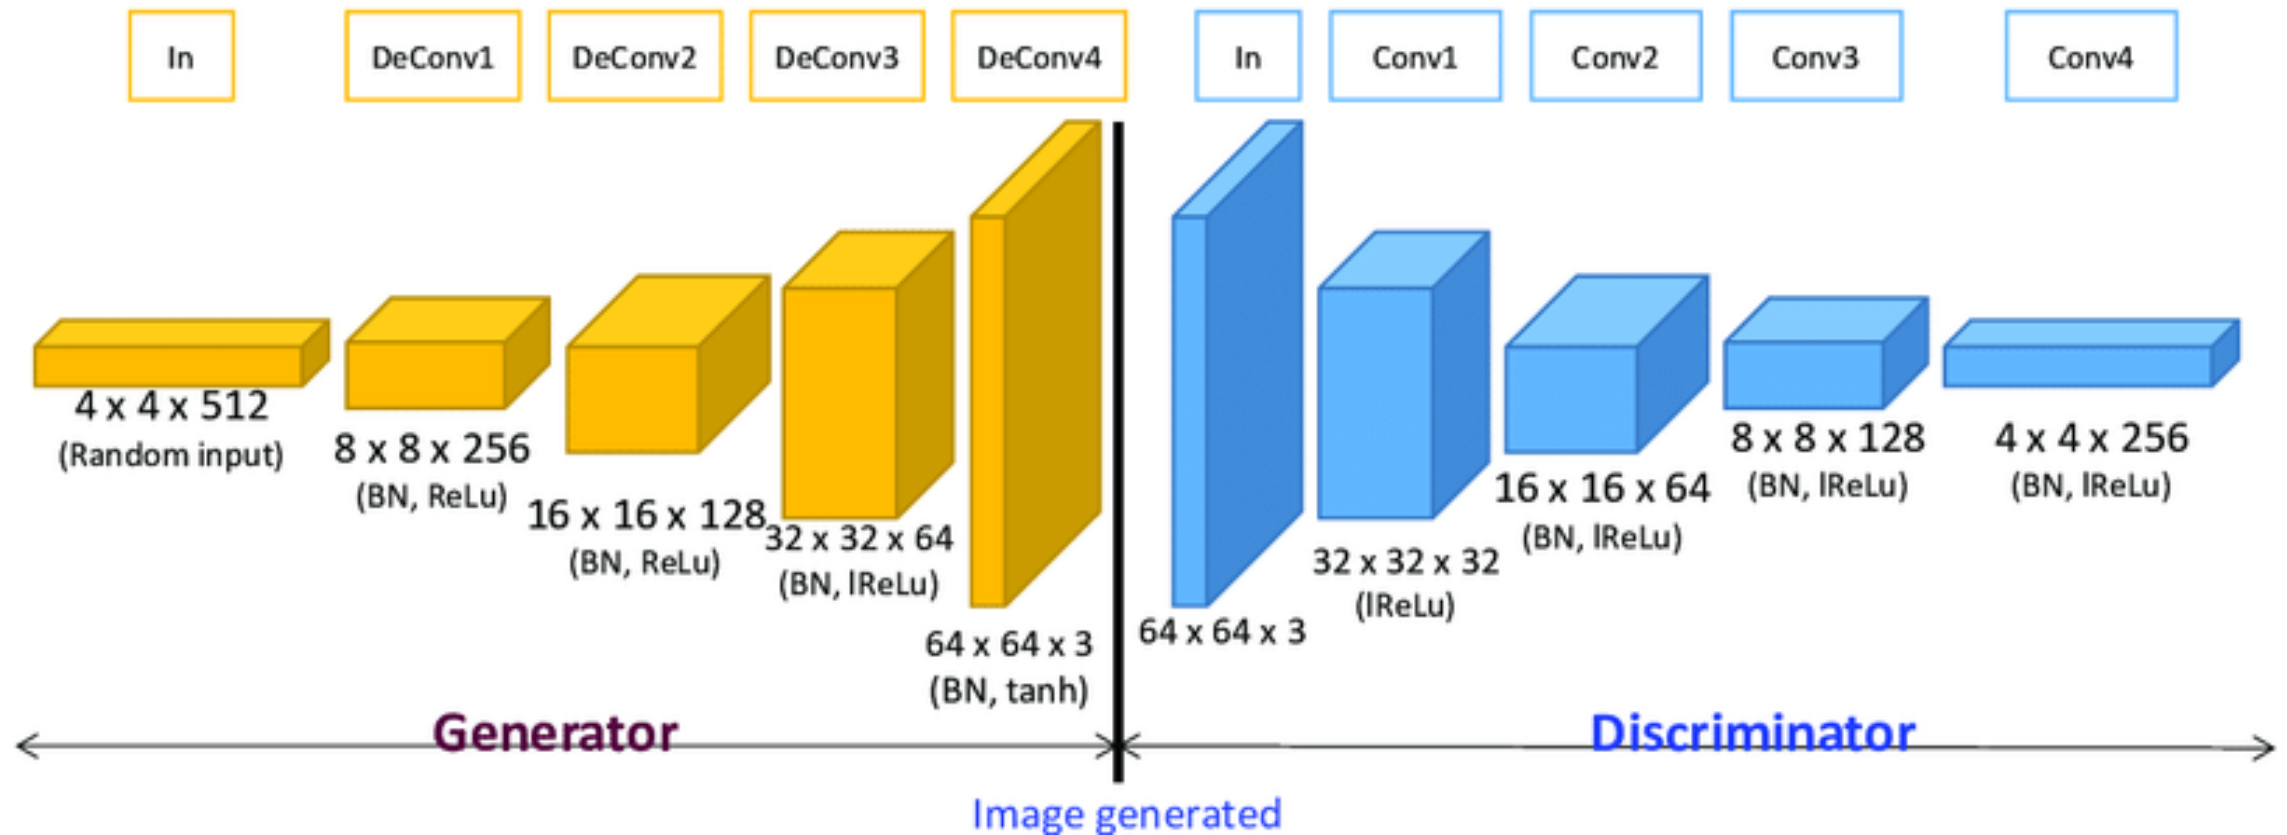 In
DeConv1
DeConv2
DeConv3
DeConv4
In
Conv1
Conv2
Conv3
Conv4
4 x 4 x 512
(Random input)
8 x 8 x 256
(BN, ReLu)
16 x 16 x 128
(BN, ReLu)
32 x 32 x 64
(BN, lReLu)
64 x 64 x 3
(BN, tanh)
64 x 64 x 3
32 x 32 x 32
(lReLu)
16 x 16 x 64
(BN, lReLu)
8 x 8 x 128
(BN, lReLu)
4 x 4 x 256
(BN, lReLu)
Generator
Discriminator
Image generated